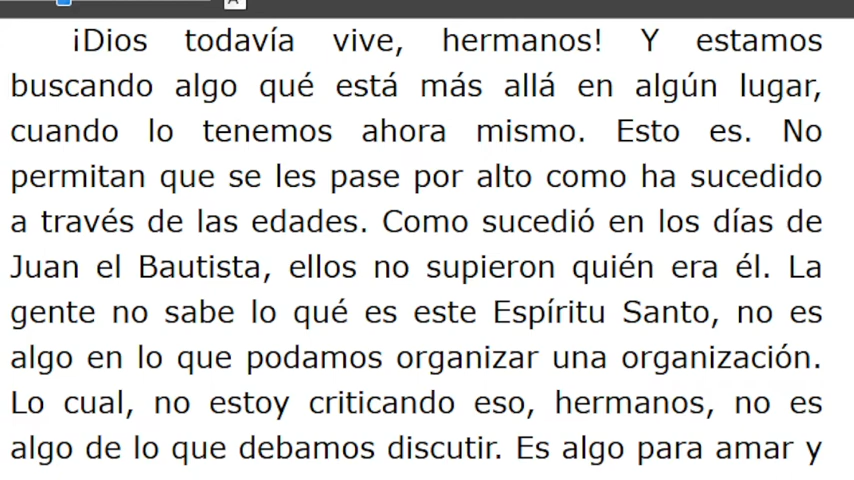 ¡Dios todavía vive, hermanos! Y estamos
buscando algo qué está más allá en algún lugar,
cuando lo tenemos ahora mismo. Esto es. No
permitan que se les pase por alto como ha sucedido
a través de las edades. Como sucedió en los días de
Juan el Bautista, ellos no supieron quién era él. La
gente no sabe lo qué es este Espíritu Santo, no es
algo en lo que podamos organizar una organización.
Lo cual, no estoy criticando eso, hermanos, no es
algo de lo que debamos discutir. Es algo para amar y